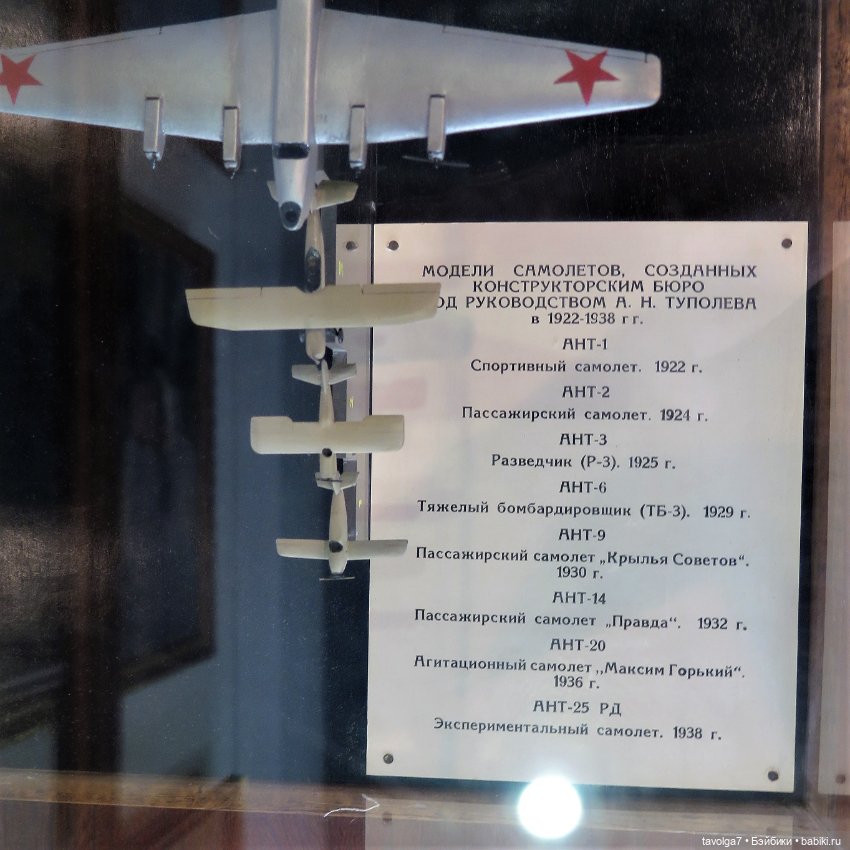 МОДЕЛИ САМОЛЕТОВ, СОЗДАННЫХ
КОНСТРУКТОРСКИМ БЮРО
ОД РУКОВОДСТВОМ А. Н. ТУПОЛЕВА
в 1922-1938 гг.
АНТ-1
Спортивный самолет. 1922 г.
АНТ-2
Пассажирский самолет. 1924 г.
АНТ-3
Разведчик (Р-3). 1925 г.
АНТ-6
Тяжелый бомбардировщик (ТБ-3). 1929 г.
АНТ-9
Пассажирский самолет „Крылья Советов“.
1930 г.
АНТ-14
Пассажирский самолет „Правда“. 1932 г.
АНТ-20
Агитационный самолет „Максим Горький“.
1936 г.
АНТ-25 РД
Экспериментальный самолет. 1938 г.
tavolga7 • Бэйбики • babiki.ru